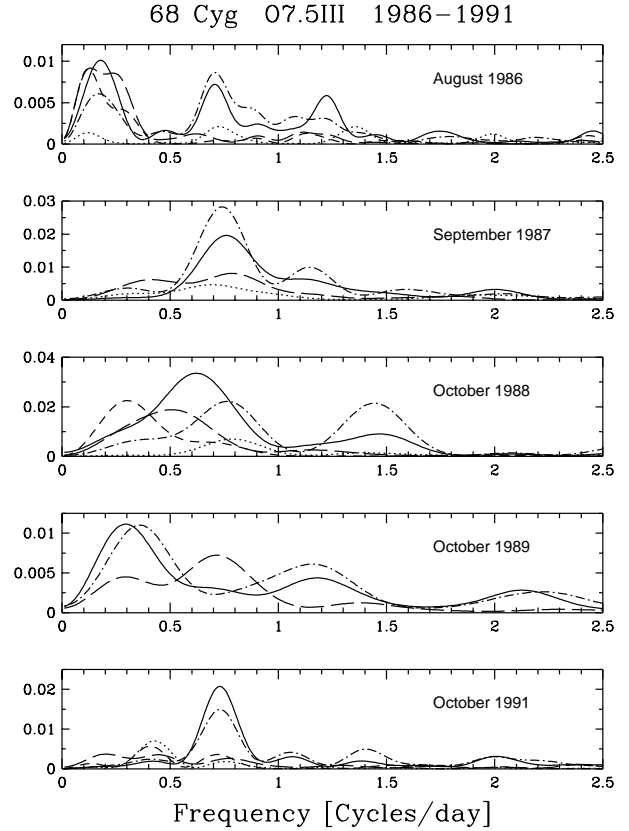 68 Cyg O7.5III 1986−1991
0.01
0.005
0
August 1986
0 0.5 1 1.5 2 2.5
0.03
0.02
0.01
0
September 1987
0 0.5 1 1.5 2 2.5
0.04
0.02
0
October 1988
0 0.5 1 1.5 2 2.5
0.01
0.005
0
October 1989
0 0.5 1 1.5 2 2.5
0.02
0.01
0
October 1991
0 0.5 1 1.5 2 2.5
Frequency [Cycles/day]